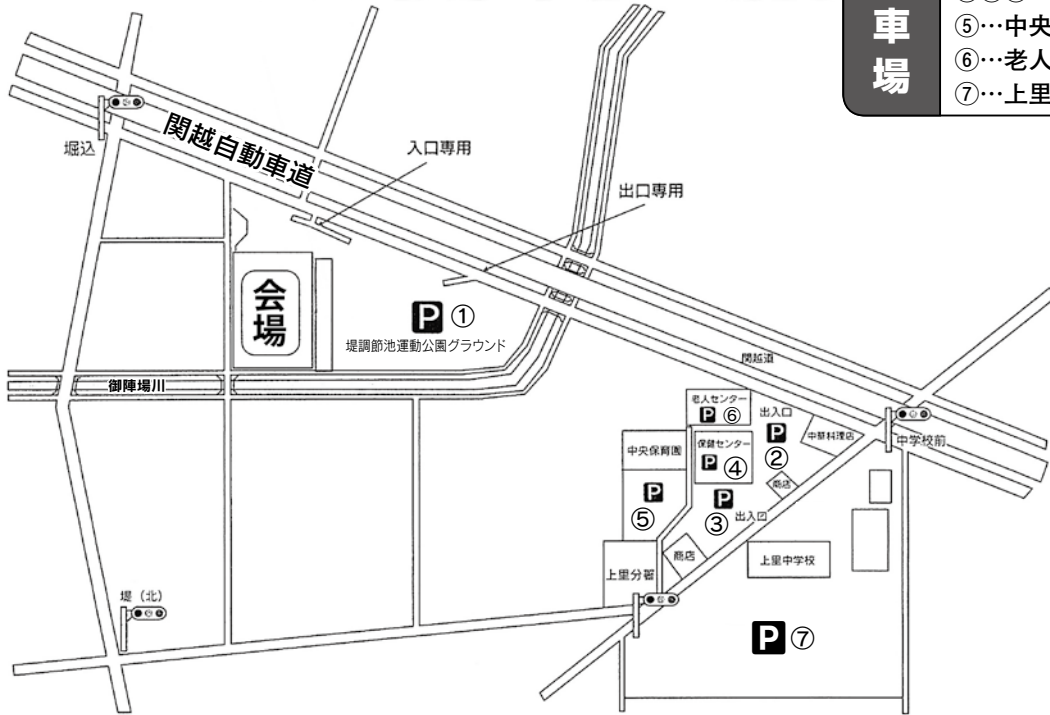 車
場
⑤…中央
⑥…老人
⑦…上里
関越自動車道
堀込
入口専用
出口専用
会
場
P ①
堤調節池運動公園グラウンド
御陣場川
関越道
老人センター
P ⑥
出入口
P
②
中華料理店
中学校前
中央保育園
保健センター
P ④
商店
P
⑤
P
③
出入口
商店
上里分署
上里中学校
堤（北）
P ⑦